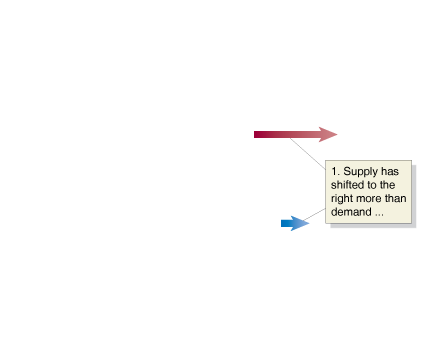 1. Supply has
shifted to the
right more than
demand ...